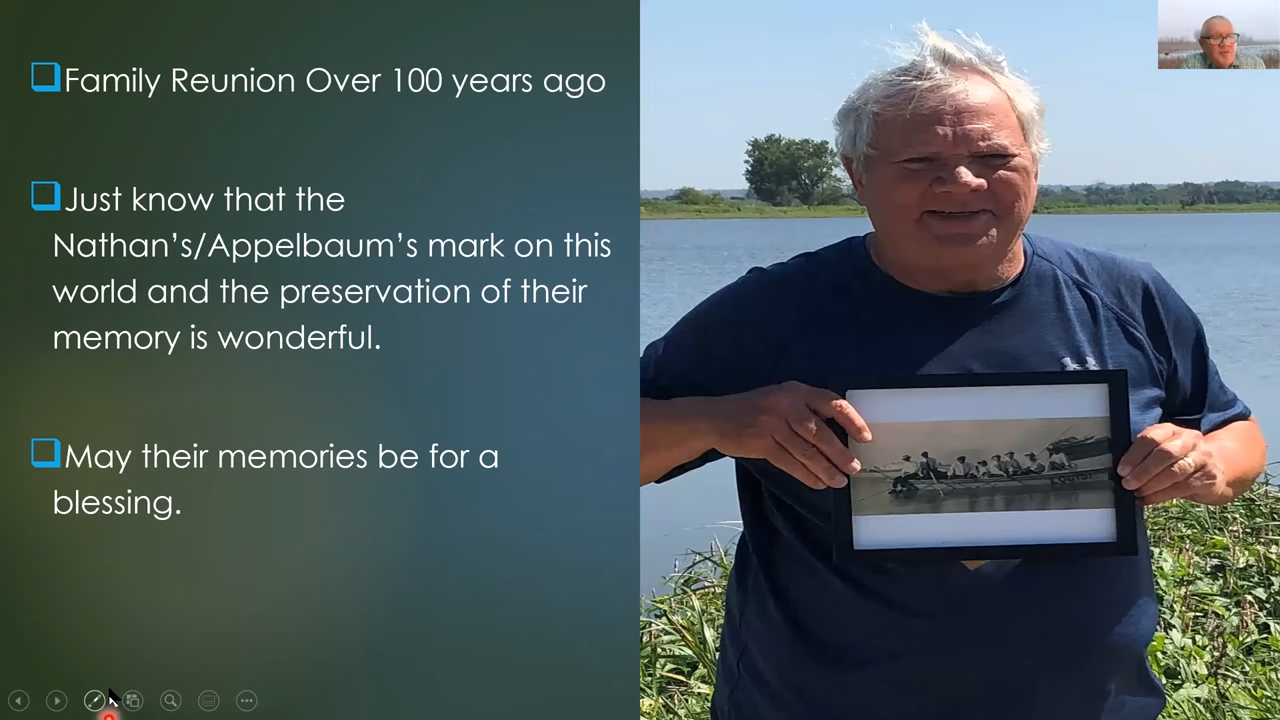 Family Reunion Over 100 years ago
Just know that the
Nathan's/Appelbaum's mark on this
world and the preservation of their
memory is wonderful.
May their memories be for a
blessing.